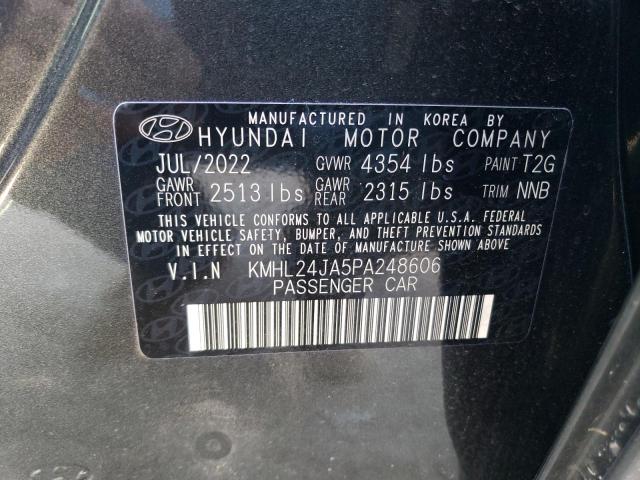 MANUFACTURED IN KOREA BY
HYUNDAI MOTOR COMPANY
JUL/2022 GVWR 4354 lbs PAINT T2G
GAWR FRONT 2513 lbs GAWR REAR 2315 lbs TRIM NNB
THIS VEHICLE CONFORMS TO ALL APPLICABLE U.S.A. FEDERAL
MOTOR VEHICLE SAFETY, BUMPER, AND THEFT PREVENTION STANDARDS
IN EFFECT ON THE DATE OF MANUFACTURE SHOWN ABOVE
V.I.N KMHL24JA5PA248606
PASSENGER CAR